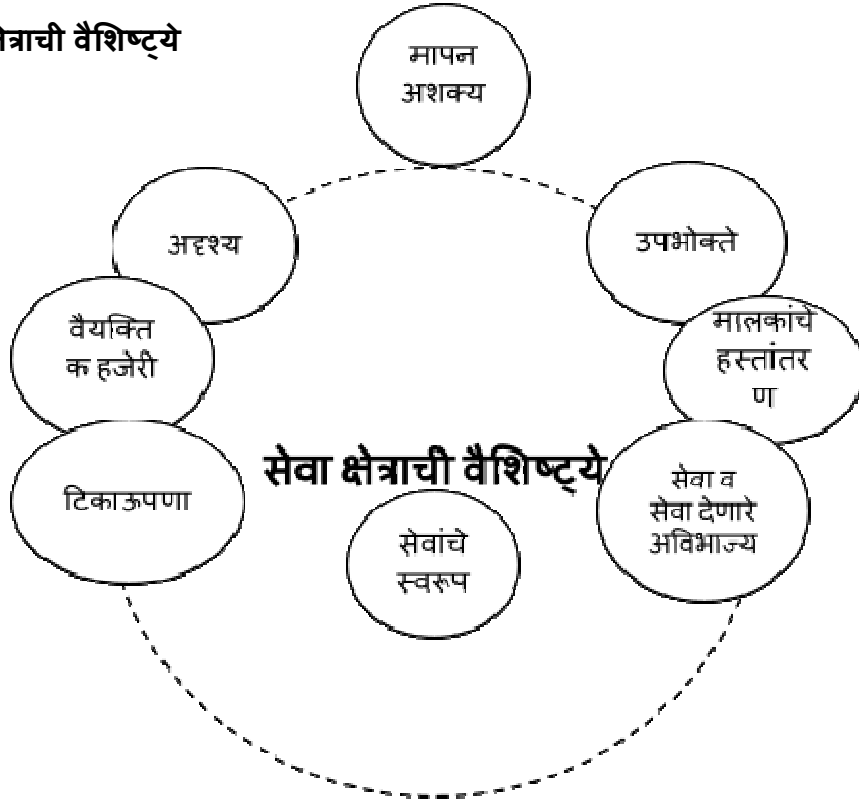 वैशिष्ट्ये
मापन
अशक्य
अदृश्य
उपभोक्ते
वैयक्ति
क हजेरी
मालकांचे
हस्तांतर
ण
टिकाऊपणा
सेवा क्षेत्राची वैशिष्ट्ये
सेवा व
सेवा देणारे
अविभाज्य
सेवांचे
स्वरूप